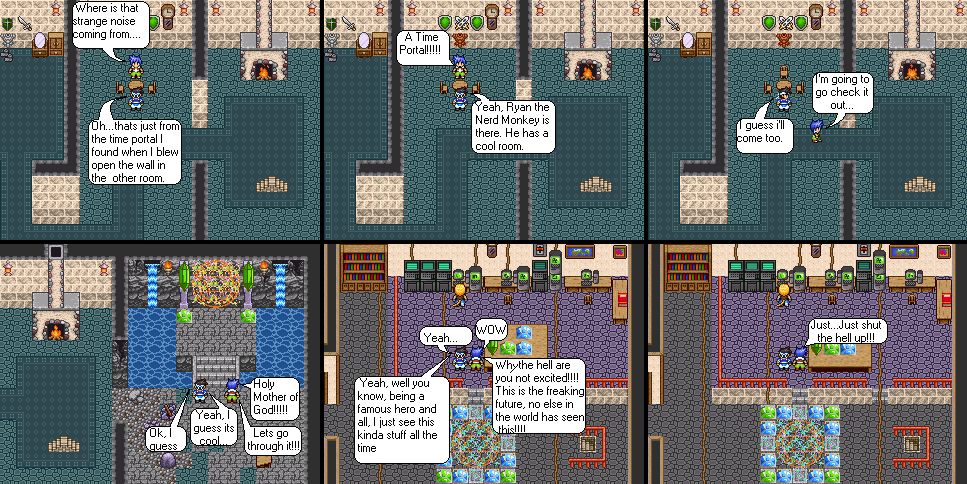 Where is that
strange noise
coming from....
Oh...thats just from
the time portal I
found when I blew
open the wall in
the other room.
A Time
Portal!!!!!
Yeah, Ryan the
Nerd Monkey is
there. He has a
cool room.
I'm going to
go check it
out...
I guess i'll
come too.
Holy
Mother of
God!!!!!
Yeah, I
guess its
cool...
Lets go
through it!!!
Ok, I
guess
WOW
Yeah...
Why the hell are
you not excited!!!!
This is the freaking
future, no else in
the world has seen
this!!!!
Yeah, well you
know, being a
famous hero and
all, I just see this
kinda stuff all the
time
Just...Just shut
the hell up!!!